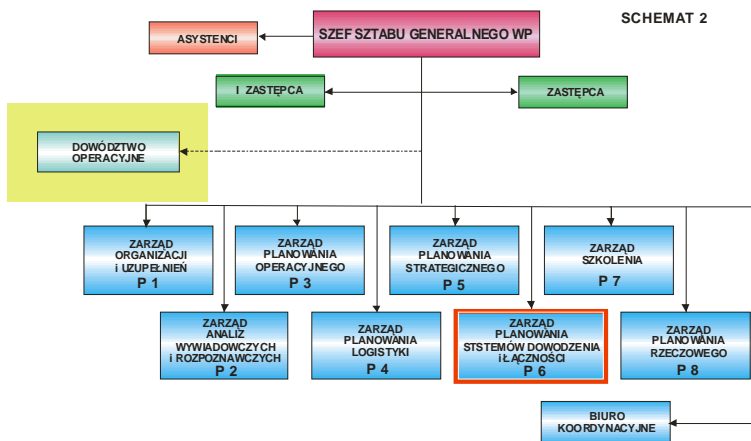 SCHEMAT 2
SZEF SZTABU GENERALNEGO WP
ASYSTENCI
I ZASTĘPCA
ZASTĘPCA
DOWÓDZTWO
OPERACYJNE
ZARZĄD
ORGANIZACJI
i UZUPEŁNIEŃ
P 1
ZARZĄD
PLANOWANIA
OPERACYJNEGO
P 3
ZARZĄD
PLANOWANIA
STRATEGICZNEGO
P 5
ZARZĄD
SZKOLENIA
P 7
ZARZĄD
ANALIZ
WYWIADOWCZYCH
i ROZPOZNAWCZYCH
P 2
ZARZĄD
PLANOWANIA
LOGISTYKI
P 4
ZARZĄD
PLANOWANIA
STSTEMÓW DOWODZENIA
i ŁĄCZNOŚCI
P 6
ZARZĄD
PLANOWANIA
RZECZOWEGO
P 8
BIURO
KOORDYNACYJNE